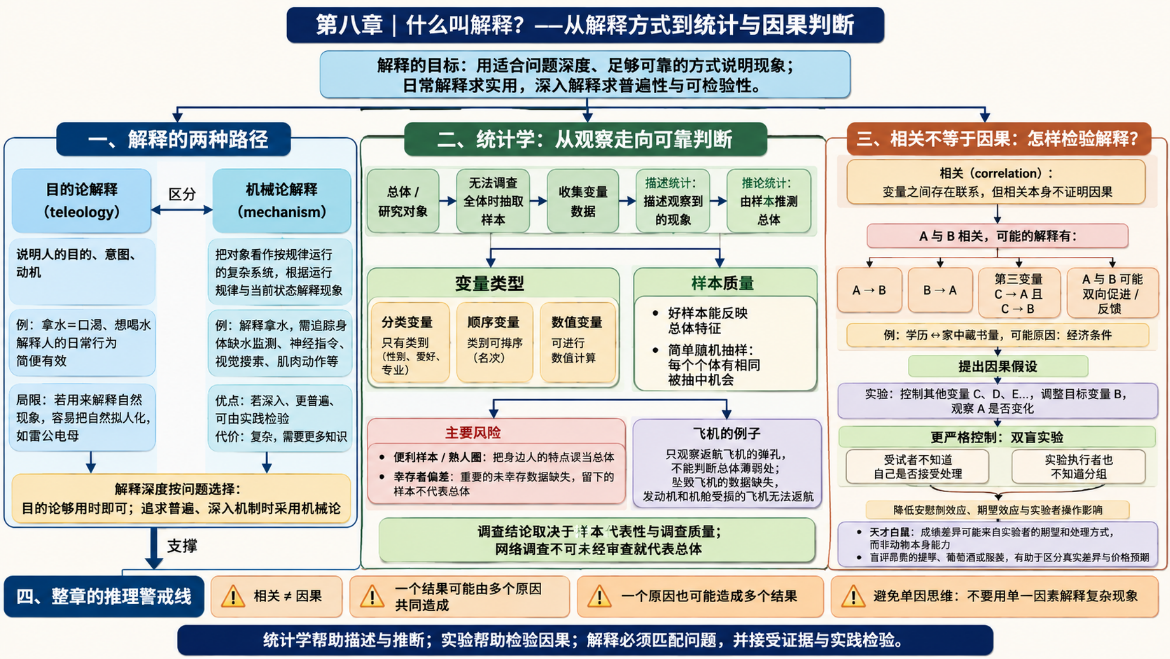 第八章 | 什么叫解释？——从解释方式到统计与因果判断
解释的目标：用适合问题深度、足够可靠的方式说明现象；
日常解释求实用，深入解释求普遍性与可检验性。
一、解释的两种路径
目的论解释
（teleology）
区分
机械论解释
（mechanism）
说明人的目的、意图、
动机
把对象看作按规律运行
的复杂系统，根据运行
规律与当前状态解释现象
例：拿水＝口渴、想喝水
解释人的日常行为
简便有效
例：解释拿水，需追踪身
体缺水监测、神经指令、
视觉搜素、肌肉动作等
局限：若用来解释自然
现象，容易把自然拟人化，
如雷公电母
优点：若深入、更普遍、
可由实践检验
代价：复杂，需要更多知识
解释深度按问题选择：
目的论够用时即可；追求普遍、深入机制时采用机械论
支撑
二、统计学：从观察走向可靠判断
总体 /
研究对象
无法调查
全体时抽取
样本
收集变量
数据
描述统计：
描述观察到
的现象
推论统计：
由样本推测
总体
变量类型
分类变量
只有类别
（性别、爱好、
专业）
顺序变量
类别可排序
（名次）
数值变量
可进行
数值计算
样本质量
• 好样本能反映
总体特征
• 简单随机抽样：
每个个体有相同
被抽中机会
主要风险
• 便利样本 / 熟人圈：把身边人的特点误当总体
• 幸存者偏差：重要的未幸存数据缺失，留下的
样本不代表总体
飞机的例子
只观察返航飞机的弹孔，
不能判断总体薄弱处；
坠毁飞机的数据缺失，
发动机和机舱受损的飞机无法返航
调查结论取决于样本代表性与调查质量；
网络调查不可未经审查就代表总体
三、相关不等于因果：怎样检验解释？
相关（correlation）：
变量之间存在联系，但相关本身不证明因果
A 与 B 相关，可能的解释有：
A → B
B → A
第三变量
C → A 且
C → B
A 与 B 可能
双向促进 /
反馈
例：学历 ↔ 家中藏书量，可能原因：经济条件
提出因果假设
实验：控制其他变量 C、D、E…，调整目标变量 B，
观察 A 是否变化
更严格控制：双盲实验
受试者不知道
自己是否接受处理
实验执行者也
不知道分组
降低安慰剂效应、期望效应与实验者操作影响
• 天才白鼠：成绩差异可能来自实验者的期望和处理方式，
而非动物本身能力
• 盲评昂贵的提琴、葡萄酒或服装，有助于区分真实差异与价格预期
四、整章的推理警戒线
相关 ≠ 因果
一个结果可能由多个原因
共同造成
一个原因也可能造成多个结果
避免单因思维：不要用单一因素解释复杂现象
统计学帮助描述与推断；实验帮助检验因果；解释必须匹配问题，并接受证据与实践检验。